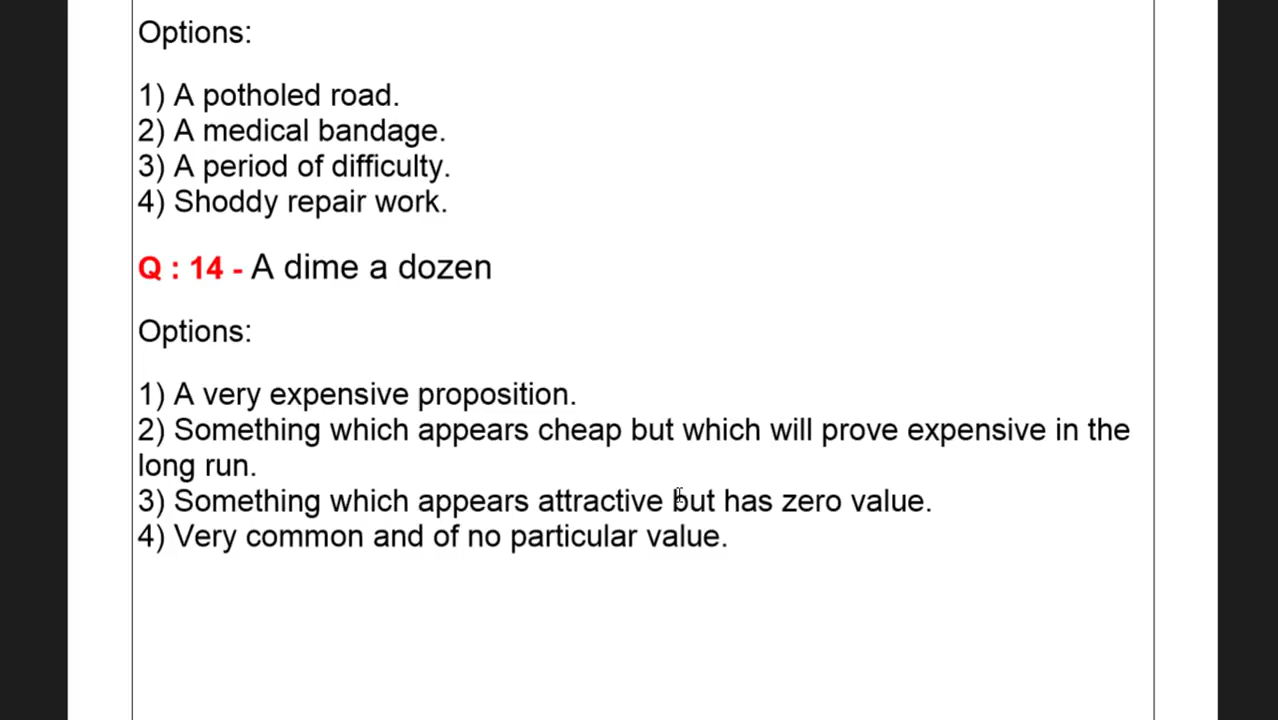 Options:
1) A potholed road.
2) A medical bandage.
3) A period of difficulty.
4) Shoddy repair work.
Q : 14 - A dime a dozen
Options:
1) A very expensive proposition.
2) Something which appears cheap but which will prove expensive in the
long run.
3) Something which appears attractive but has zero value.
4) Very common and of no particular value.